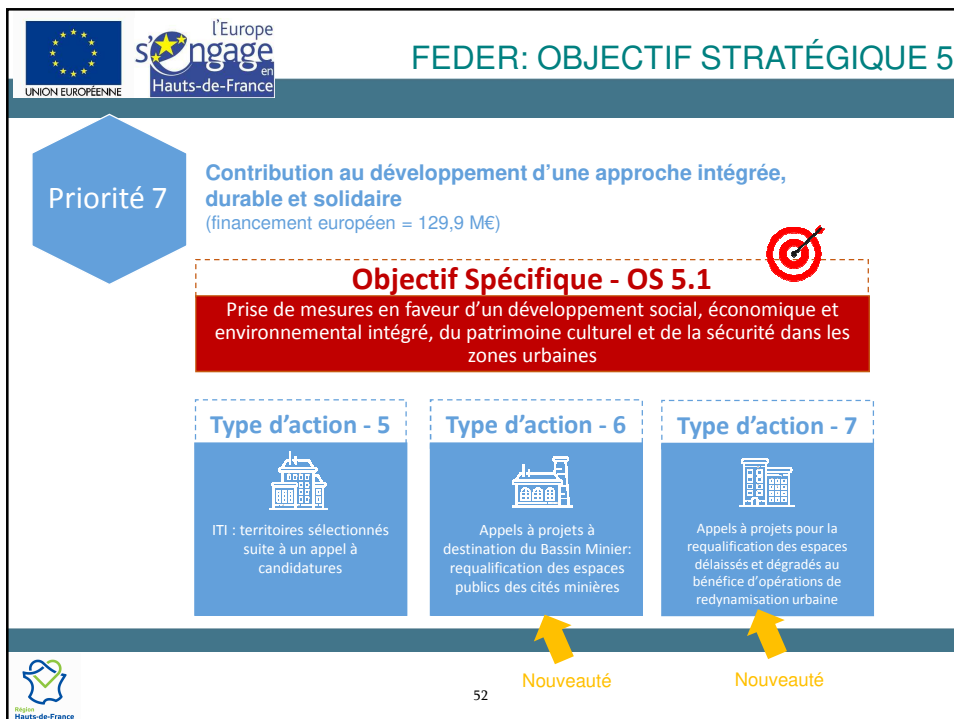 UNION EUROPÉENNE
l'Europe
s'engage
en
Hauts-de-France
FEDER: OBJECTIF STRATÉGIQUE 5
Priorité 7
Contribution au développement d'une approche intégrée,
durable et solidaire
(financement européen = 129,9 M€)
Objectif Spécifique - OS 5.1
Prise de mesures en faveur d'un développement social, économique et
environnemental intégré, du patrimoine culturel et de la sécurité dans les
zones urbaines
Type d'action - 5
ITI : territoires sélectionnés
suite à un appel à
candidatures
Type d'action - 6
Appels à projets à
destination du Bassin Minier:
requalification des espaces
publics des cités minières
Type d'action - 7
Appels à projets pour la
requalification des espaces
délaissés et dégradés au
bénéfice d'opérations de
redynamisation urbaine
Nouveauté
Nouveauté
Région
Hauts-de-France
52